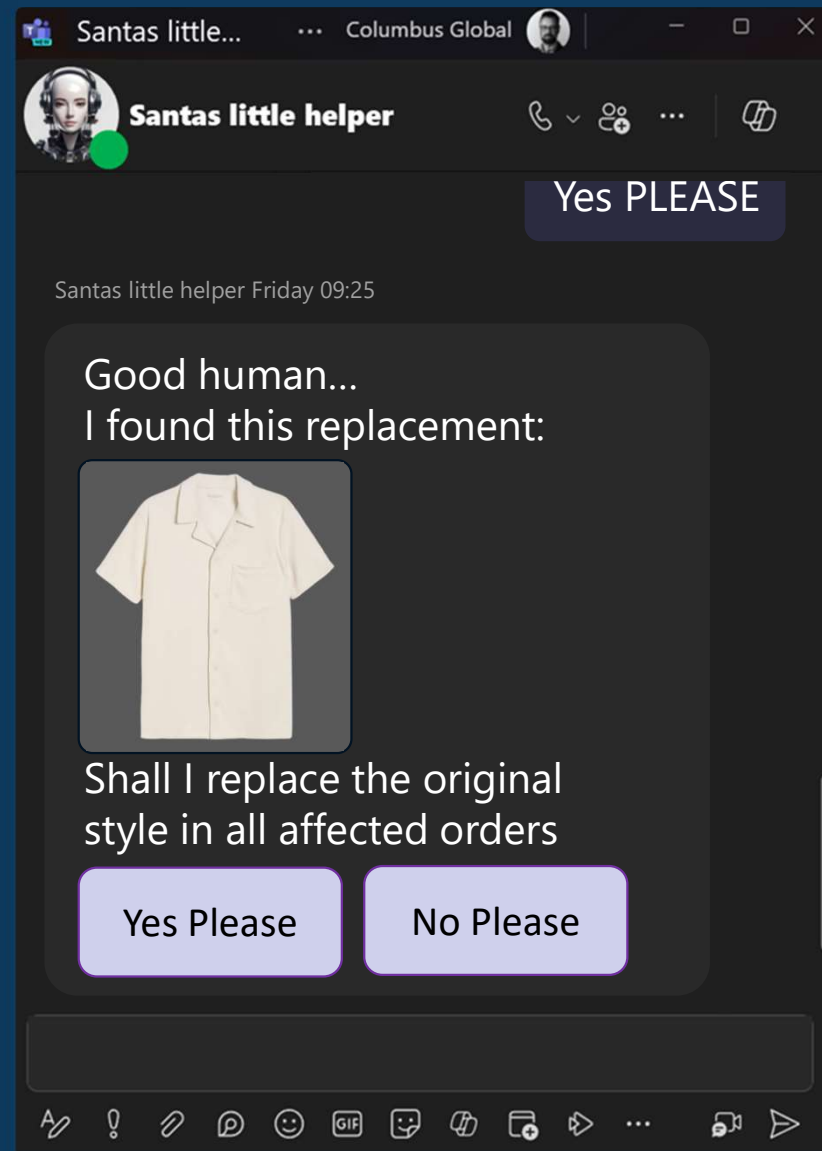 Santas little... ... Columbus Global
Santas little helper
Yes PLEASE
Santas little helper Friday 09:25
Good human...
I found this replacement:
Shall I replace the original
style in all affected orders
Yes Please No Please
GIF